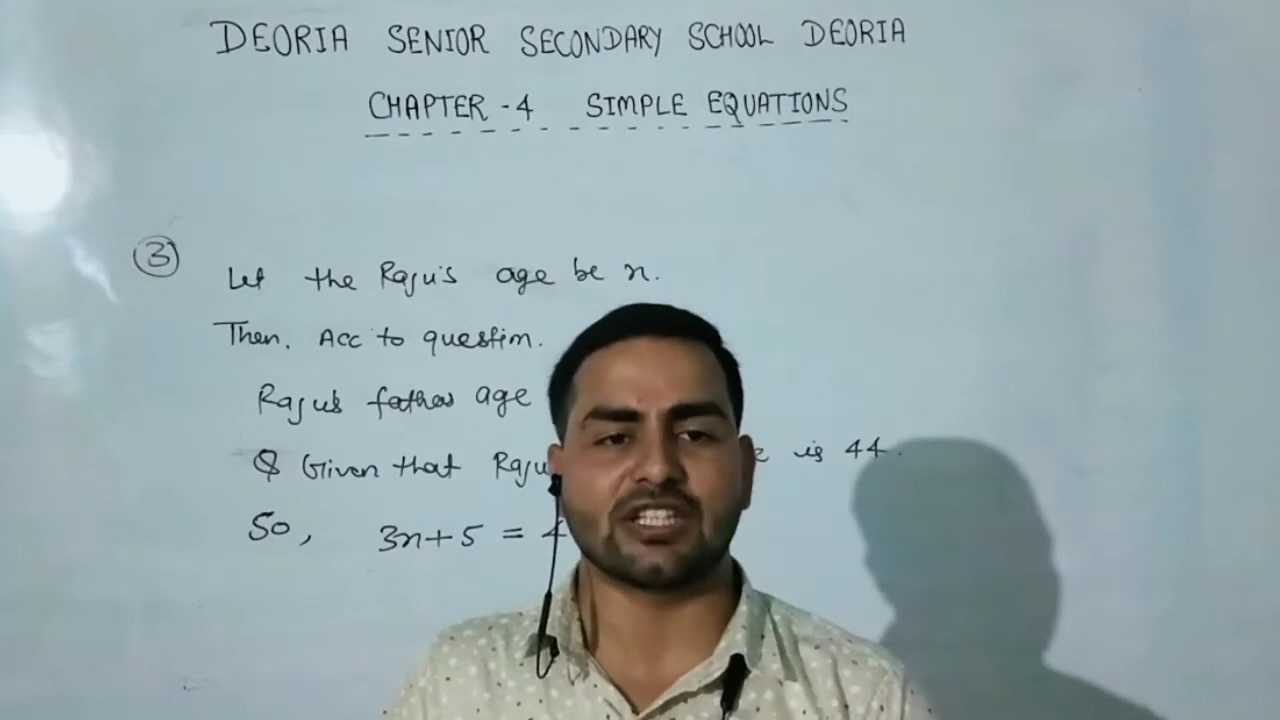 DEORIA SENIOR SECONDARY SCHOOL DEORIA
CHAPTER - 4 SIMPLE EQUATIONS
3
Let the Raju's age be x.
Then, Acc to question.
Raju's father age
Given that Raju is 44.
So, 3x+5 = 4